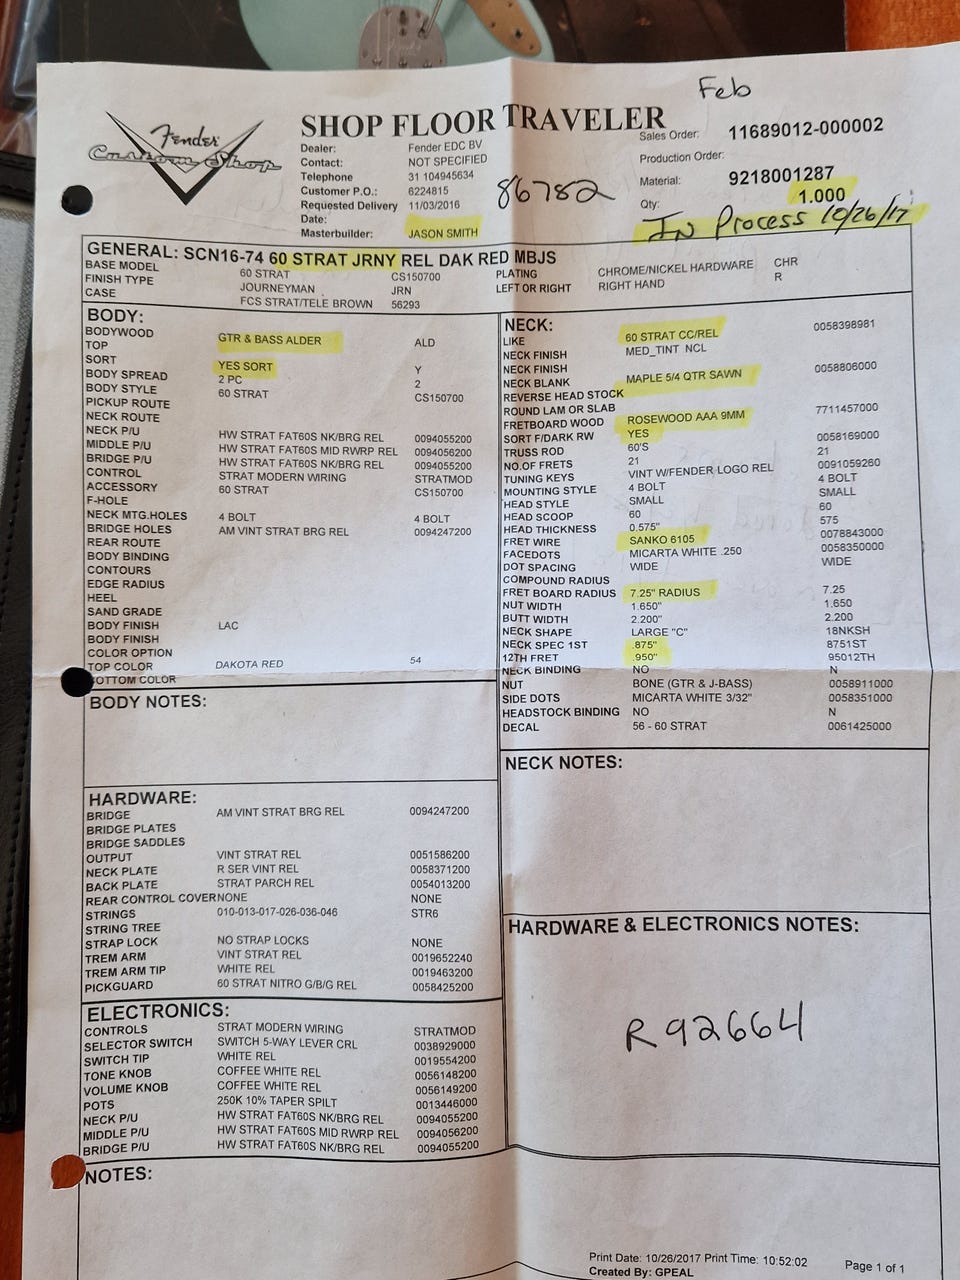 Feb
Fender
Custom Shop
SHOP FLOOR TRAVELER
Dealer: Fender EDC BV
Contact: NOT SPECIFIED
Telephone 31 104945634
Customer P.O.: 6224815
Requested Delivery 11/03/2016
Date:
Masterbuilder: JASON SMITH
86782
Sales Order: 11689012-000002
Production Order:
Material: 9218001287
Qty: 1.000
In Process 10/26/17
GENERAL: SCN16-74 60 STRAT JRNY REL DAK RED MBJS
BASE MODEL 60 STRAT CS150700 PLATING CHROME/NICKEL HARDWARE CHR
FINISH TYPE JOURNEYMAN JRN LEFT OR RIGHT RIGHT HAND R
CASE FCS STRAT/TELE BROWN 56293
BODY:
BODYWOOD GTR & BASS ALDER ALD
TOP
SORT YES SORT Y
BODY SPREAD 2 PC 2
BODY STYLE 60 STRAT CS150700
PICKUP ROUTE
NECK ROUTE
NECK P/U HW STRAT FAT60S NK/BRG REL 0094055200
MIDDLE P/U HW STRAT FAT60S MID RWRP REL 0094056200
BRIDGE P/U HW STRAT FAT60S NK/BRG REL 0094055200
CONTROL STRAT MODERN WIRING STRATMOD
ACCESSORY 60 STRAT CS150700
F-HOLE
NECK MTG.HOLES 4 BOLT 4 BOLT
BRIDGE HOLES AM VINT STRAT BRG REL 0094247200
REAR ROUTE
BODY BINDING
CONTOURS
EDGE RADIUS
HEEL
SAND GRADE
BODY FINISH LAC
BODY FINISH
COLOR OPTION
TOP COLOR DAKOTA RED 54
BOTTOM COLOR
BODY NOTES:
HARDWARE:
BRIDGE AM VINT STRAT BRG REL 0094247200
BRIDGE PLATES
BRIDGE SADDLES
OUTPUT VINT STRAT REL 0051586200
NECK PLATE R SER VINT REL 0058371200
BACK PLATE STRAT PARCH REL 0054013200
REAR CONTROL COVER NONE NONE
STRINGS 010-013-017-026-036-046 STR6
STRING TREE
STRAP LOCK NO STRAP LOCKS NONE
TREM ARM VINT STRAT REL 0019652240
TREM ARM TIP WHITE REL 0019463200
PICKGUARD 60 STRAT NITRO G/B/G REL 0058425200
ELECTRONICS:
CONTROLS STRAT MODERN WIRING STRATMOD
SELECTOR SWITCH SWITCH 5-WAY LEVER CRL 0038929000
SWITCH TIP WHITE REL 0019554200
TONE KNOB COFFEE WHITE REL 0056148200
VOLUME KNOB COFFEE WHITE REL 0056149200
POTS 250K 10% TAPER SPILT 0013446000
NECK P/U HW STRAT FAT60S NK/BRG REL 0094055200
MIDDLE P/U HW STRAT FAT60S MID RWRP REL 0094056200
BRIDGE P/U HW STRAT FAT60S NK/BRG REL 0094055200
NOTES:
NECK:
LIKE 60 STRAT CC/REL 0058398981
NECK FINISH MED_TINT NCL
NECK FINISH
NECK BLANK MAPLE 5/4 QTR SAWN 0058806000
REVERSE HEAD STOCK
ROUND LAM OR SLAB
FRETBOARD WOOD ROSEWOOD AAA 9MM 7711457000
SORT F/DARK RW YES
TRUSS ROD 60'S 0058169000
NO.OF FRETS 21 21
TUNING KEYS VINT W/FENDER LOGO REL 0091059260
MOUNTING STYLE 4 BOLT 4 BOLT
HEAD STYLE SMALL SMALL
HEAD SCOOP 60 60
HEAD THICKNESS 0.575" 575
FRET WIRE SANKO 6105 0078843000
FACEDOTS MICARTA WHITE .250 0058350000
DOT SPACING WIDE WIDE
COMPOUND RADIUS
FRET BOARD RADIUS 7.25" RADIUS 7.25
NUT WIDTH 1.650" 1.650
BUTT WIDTH 2.200" 2.200
NECK SHAPE LARGE "C" 18NKSH
NECK SPEC 1ST .875" 8751ST
12TH FRET .950" 95012TH
NECK BINDING NO N
NUT BONE (GTR & J-BASS) 0058911000
SIDE DOTS MICARTA WHITE 3/32" 0058351000
HEADSTOCK BINDING NO N
DECAL 56 - 60 STRAT 0061425000
NECK NOTES:
HARDWARE & ELECTRONICS NOTES:
R92664
Print Date: 10/26/2017 Print Time: 10:52:02
Created By: GPEAL
Page 1 of 1